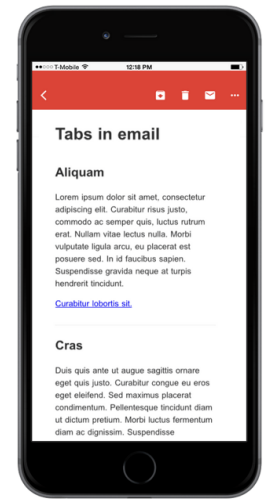 T-Mobile 12:18 PM
Tabs in email
Aliquam
Lorem ipsum dolor sit amet, consectetur
adipiscing elit. Curabitur risus justo,
commodo ac semper quis, luctus rutrum
erat. Nullam vitae lectus nulla. Morbi
vulputate ligula arcu, eu placerat est
posuere sed. In id faucibus sapien.
Suspendisse gravida neque at turpis
hendrerit tincidunt.
Curabitur lobortis sit.
Cras
Duis quis ante ut augue sagittis ornare
eget quis justo. Curabitur congue eu eros
eget eleifend. Sed maximus placerat
condimentum. Pellentesque tincidunt diam
ut dictum pretium. Morbi luctus fermentum
diam ac dignissim. Suspendisse